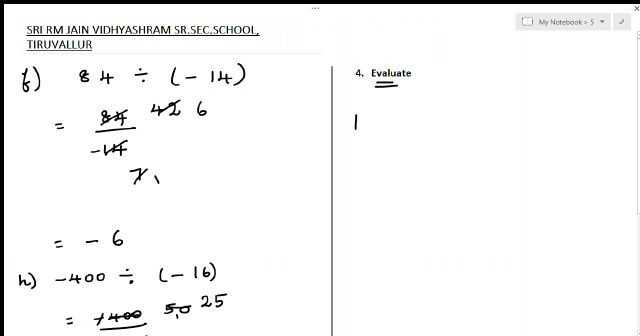 ...
My Notebook > 5
SRI RM JAIN VIDHYASHRAM SR.SEC.SCHOOL,
TIRUVALLUR
f) 84 ÷ (-14)
= 84 42 6
-14
7 1
= - 6
h) -400 ÷ (-16)
= -400 50 25
4. Evaluate